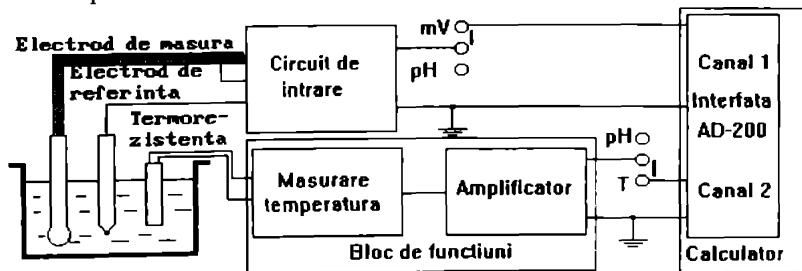 Electrod de masura
Electrod de
referinta
Termore-
zistenta
Circuit de
intrare
mV
pH
Canal 1
Interfata
AD-200
Canal 2
Calculator
pH
T
Masurare
temperatura
Amplificator
Bloc de functiuni